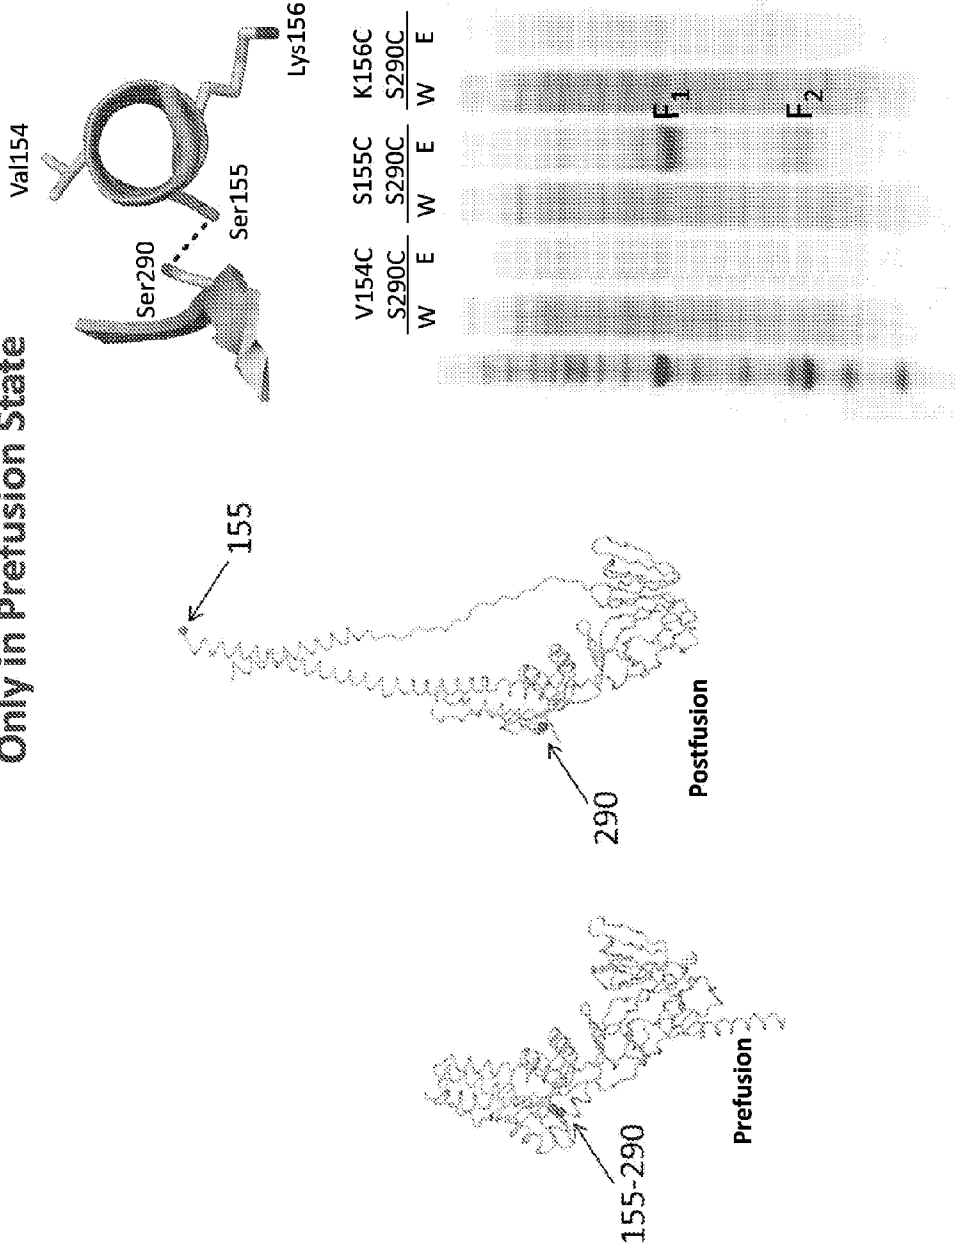 Only in Prefusion State
155
290
Postfusion
155-290
Prefusion
Val154
Ser290
Ser155
Lys156
V154C S155C K156C
S290C S290C S290C
W E W E W E
F1
F2